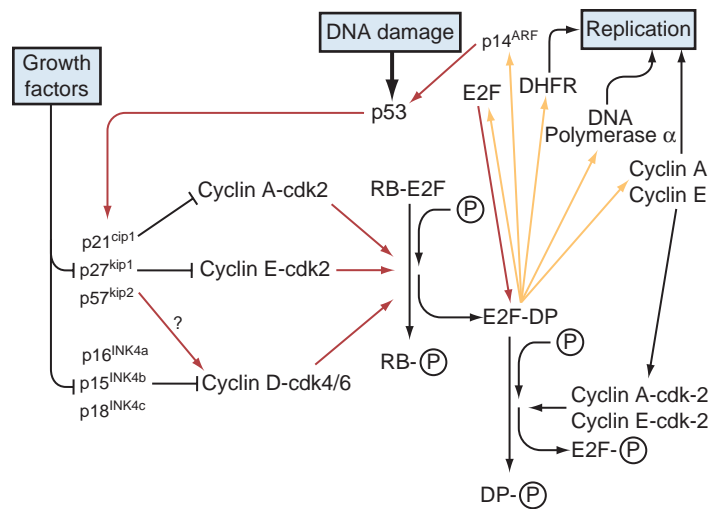 DNA damage
p14ARF
Replication
Growth
factors
E2F
DHFR
p53
DNA
Polymerase α
Cyclin A
Cyclin E
Cyclin A-cdk2
RB-E2F
P
p21cip1
p27kip1
Cyclin E-cdk2
p57kip2
?
E2F-DP
p16INK4a
RB-P
P
p15INK4b
Cyclin D-cdk4/6
p18INK4c
Cyclin A-cdk-2
Cyclin E-cdk-2
E2F-P
DP-P